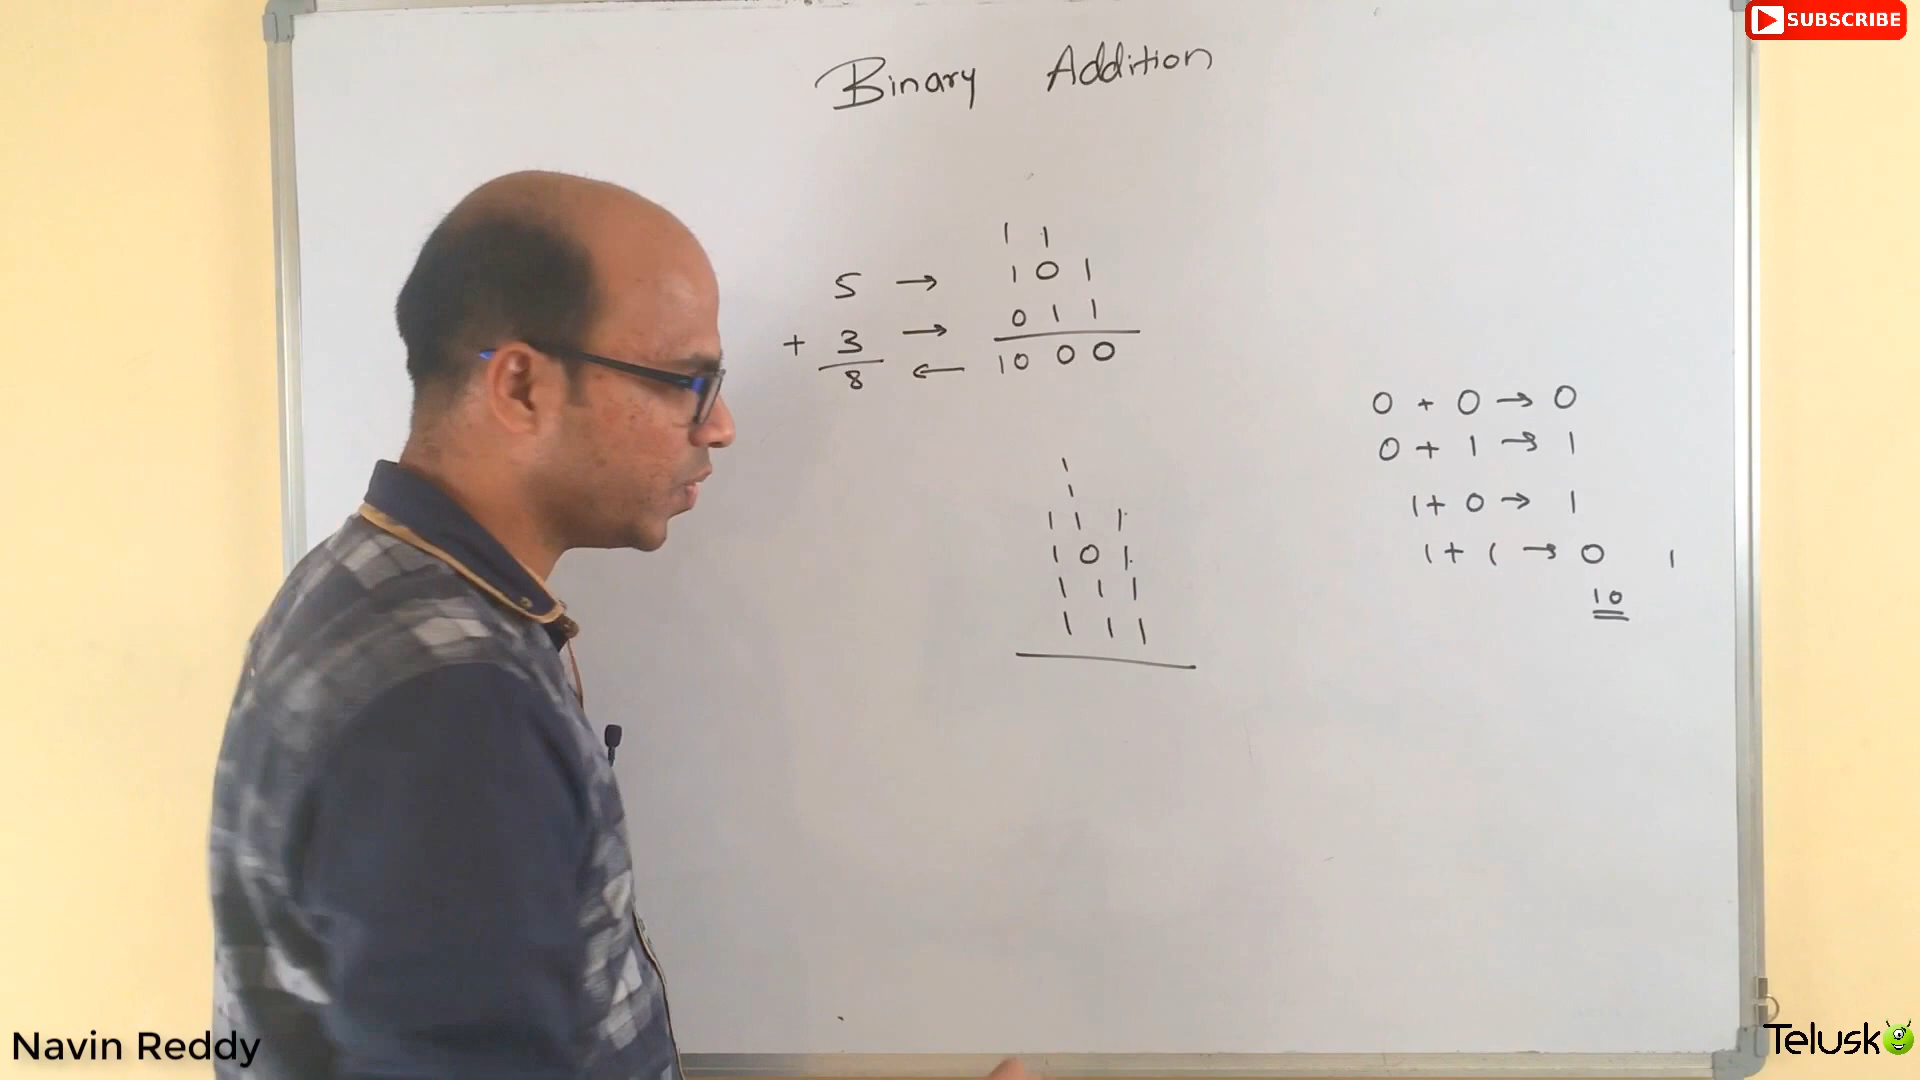 SUBSCRIBE
Binary Addition
1 1
5 → 1 0 1
+ 3 → 0 1 1
8 ← 1 0 0 0
0 + 0 → 0
0 + 1 → 1
1 + 0 → 1
1 + 1 → 0 1
10
1
1
1 1 1
1 0 1
1 1 1
1 1 1
Navin Reddy
Telusko